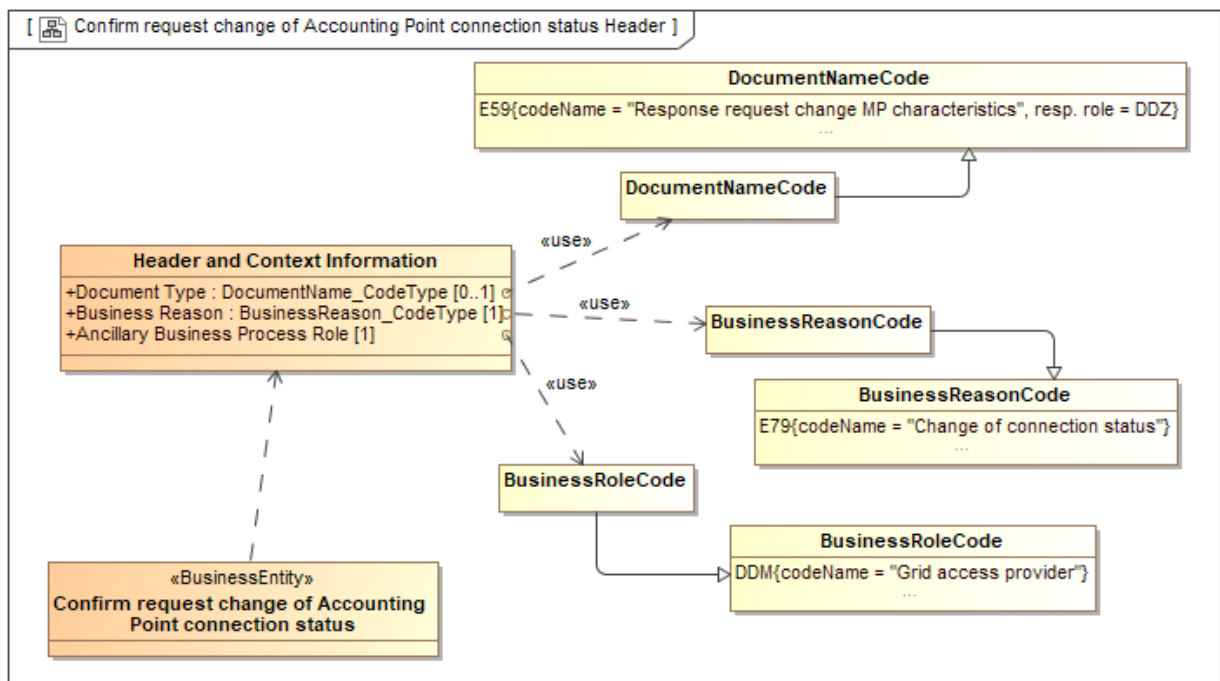 [ Confirm request change of Accounting Point connection status Header ]
DocumentNameCode
E59{codeName = "Response request change MP characteristics", resp. role = DDZ}
...
DocumentNameCode
«use»
Header and Context Information
+Document Type : DocumentName_CodeType [0..1]
+Business Reason : BusinessReason_CodeType [1]
+Ancillary Business Process Role [1]
«use»
BusinessReasonCode
«use»
BusinessReasonCode
E79{codeName = "Change of connection status"}
...
BusinessRoleCode
BusinessRoleCode
DDM{codeName = "Grid access provider"}
...
«BusinessEntity»
Confirm request change of Accounting
Point connection status